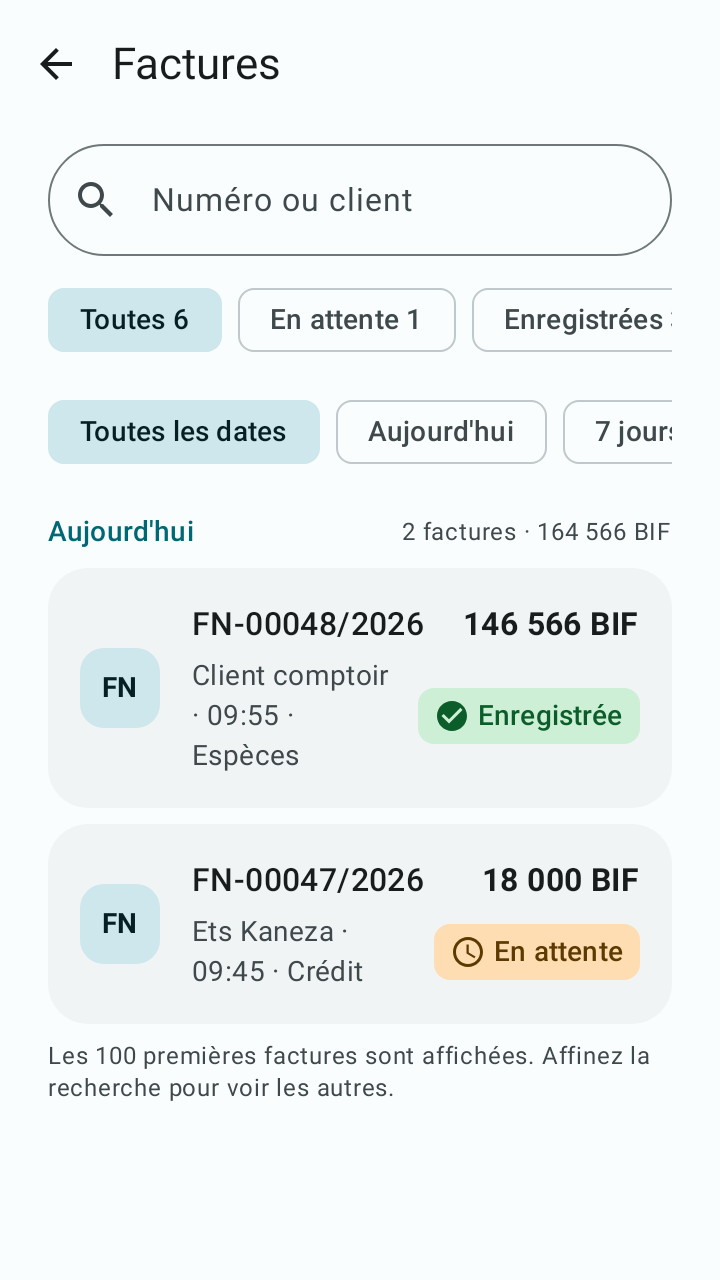 Factures
Numéro ou client
Toutes 6
En attente 1
Enregistrées
Toutes les dates
Aujourd'hui
7 jours
Aujourd'hui
2 factures · 164 566 BIF
FN-00048/2026
146 566 BIF
FN
Client comptoir
· 09:55 ·
Espèces
Enregistrée
FN-00047/2026
18 000 BIF
FN
Ets Kaneza ·
09:45 · Crédit
En attente
Les 100 premières factures sont affichées. Affinez la
recherche pour voir les autres.